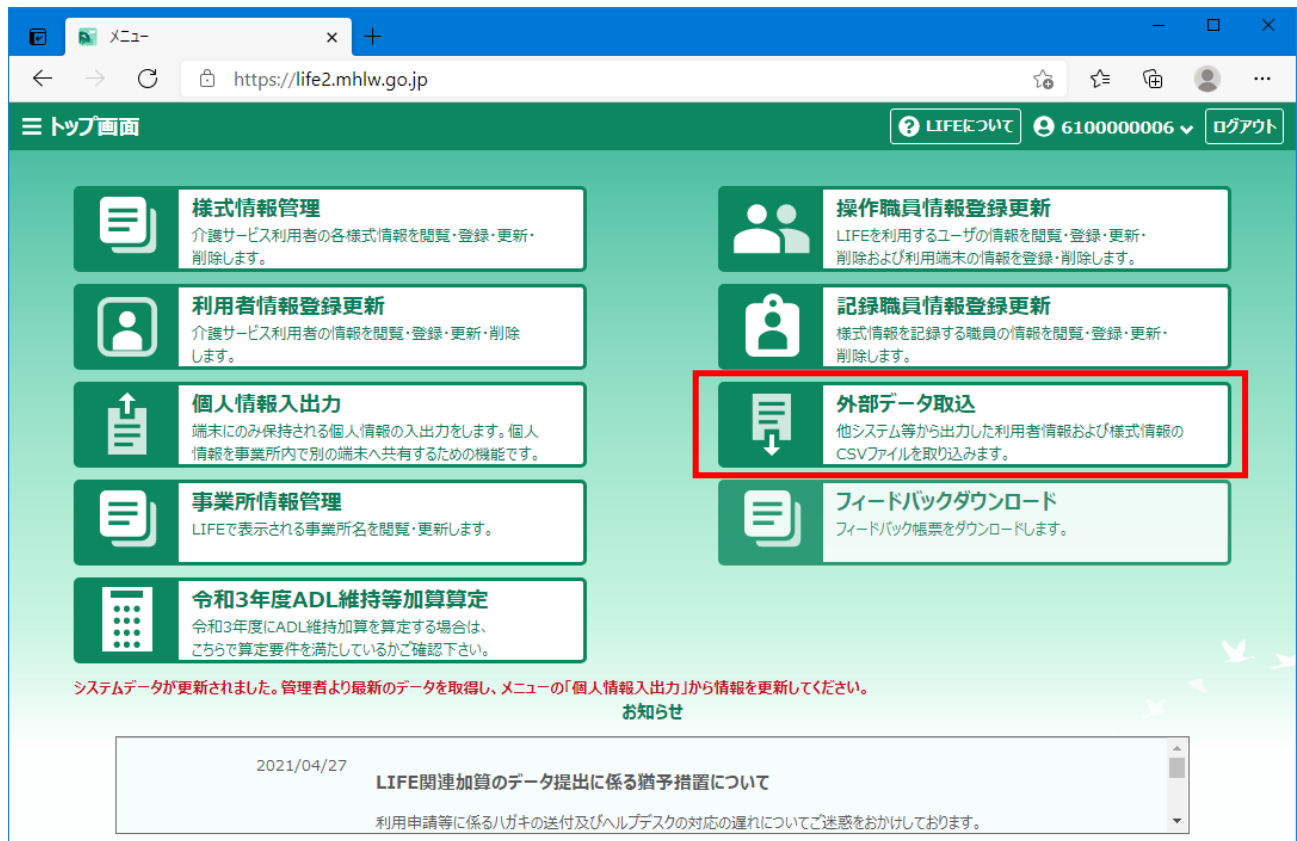 メニュー
https://life2.mhlw.go.jp
トップ画面
LIFEについて
6100000006
ログアウト
様式情報管理
介護サービス利用者の各様式情報を閲覧・登録・更新・
削除します。
操作職員情報登録更新
LIFEを利用するユーザの情報を閲覧・登録・更新・
削除および利用端末の情報を登録・削除します。
利用者情報登録更新
介護サービス利用者の情報を閲覧・登録・更新・削除
します。
記録職員情報登録更新
様式情報を記録する職員の情報を閲覧・登録・更新・
削除します。
個人情報入出力
端末にのみ保持される個人情報の入出力をします。個人
情報を事業所内で別の端末へ共有するための機能です。
外部データ取込
他システム等から出力した利用者情報および様式情報の
CSVファイルを取り込みます。
事業所情報管理
LIFEで表示される事業所名を閲覧・更新します。
フィードバックダウンロード
フィードバック帳票をダウンロードします。
令和3年度ADL維持等加算算定
令和3年度にADL維持加算を算定する場合は、
こちらで算定要件を満たしているかご確認下さい。
システムデータが更新されました。管理者より最新のデータを取得し、メニューの「個人情報入出力」から情報を更新してください。
お知らせ
2021/04/27
LIFE関連加算のデータ提出に係る猶予措置について
利用申請等に係るハガキの送付及びヘルプデスクの対応の遅れについてご迷惑をおかけしております。